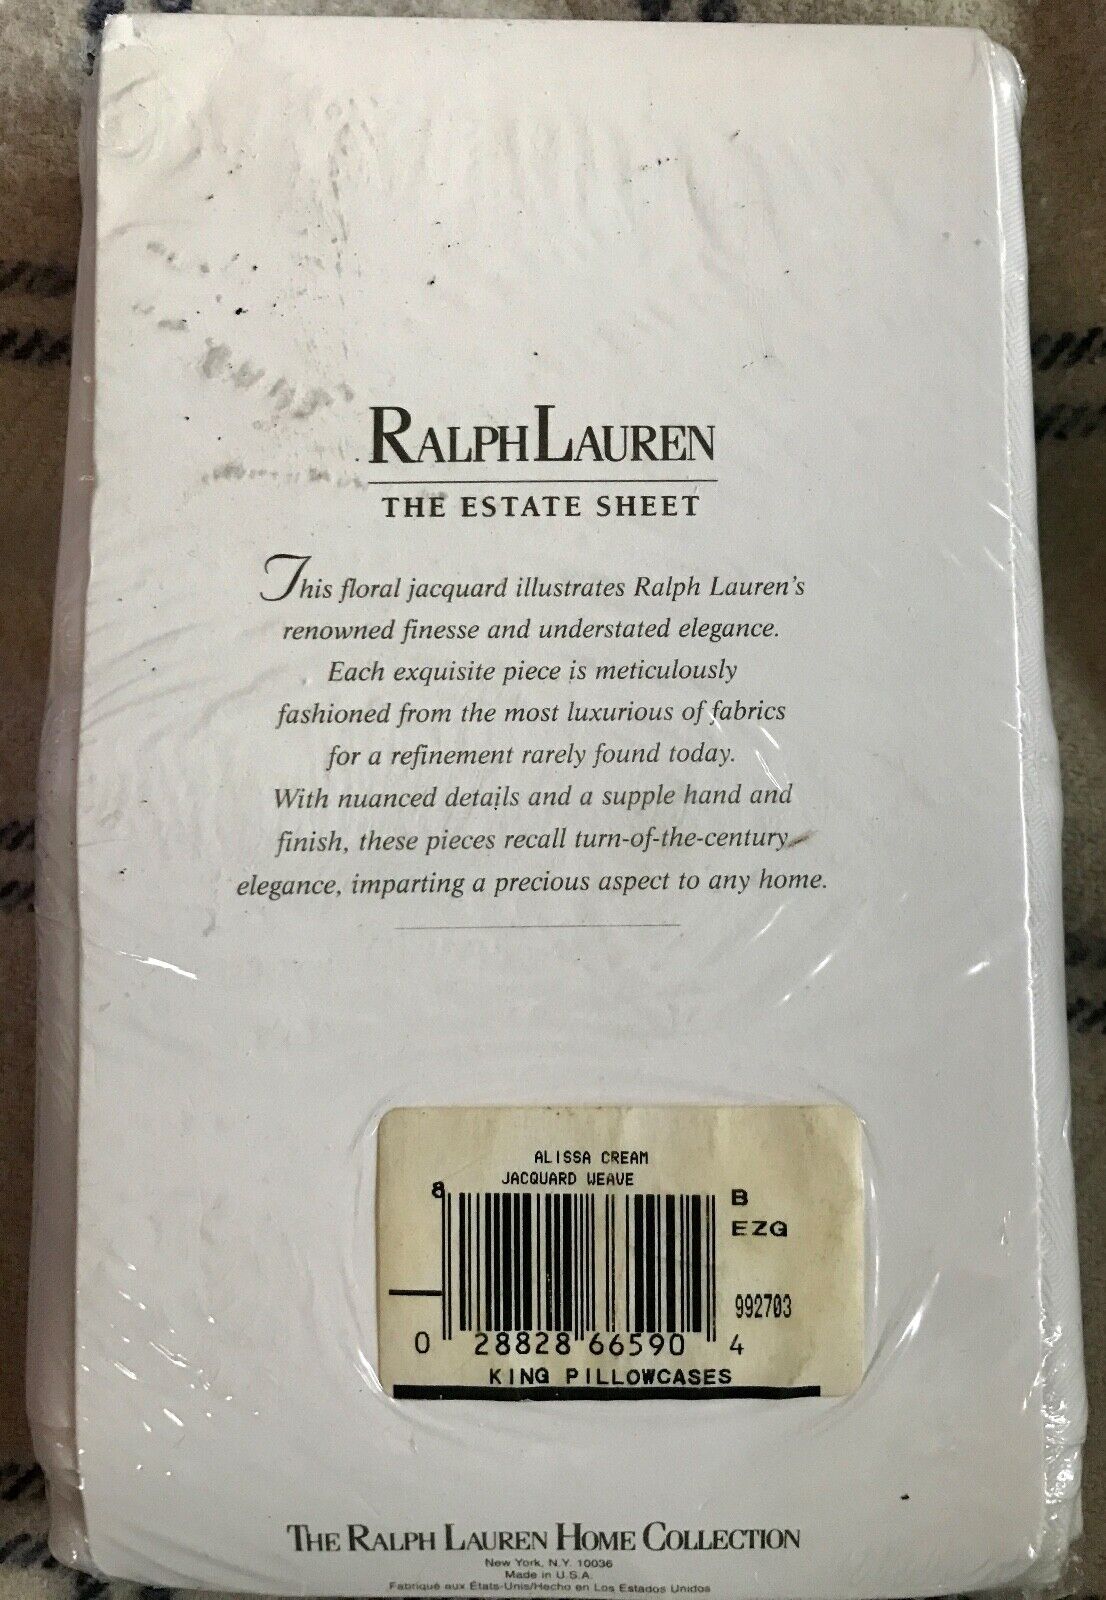 RALPH LAUREN
THE ESTATE SHEET
This floral jacquard illustrates Ralph Lauren's
renowned finesse and understated elegance.
Each exquisite piece is meticulously
fashioned from the most luxurious of fabrics
for a refinement rarely found today.
With nuanced details and a supple hand and
finish, these pieces recall turn-of-the-century
elegance, imparting a precious aspect to any home.
ALISSA CREAM
JACQUARD WEAVE
8
B
EZG
992703
0 28828 66590 4
KING PILLOWCASES
THE RALPH LAUREN HOME COLLECTION
New York, N.Y. 10036
Made in U.S.A.
Fabriqué aux États-Unis/Hecho en Los Estados Unidos